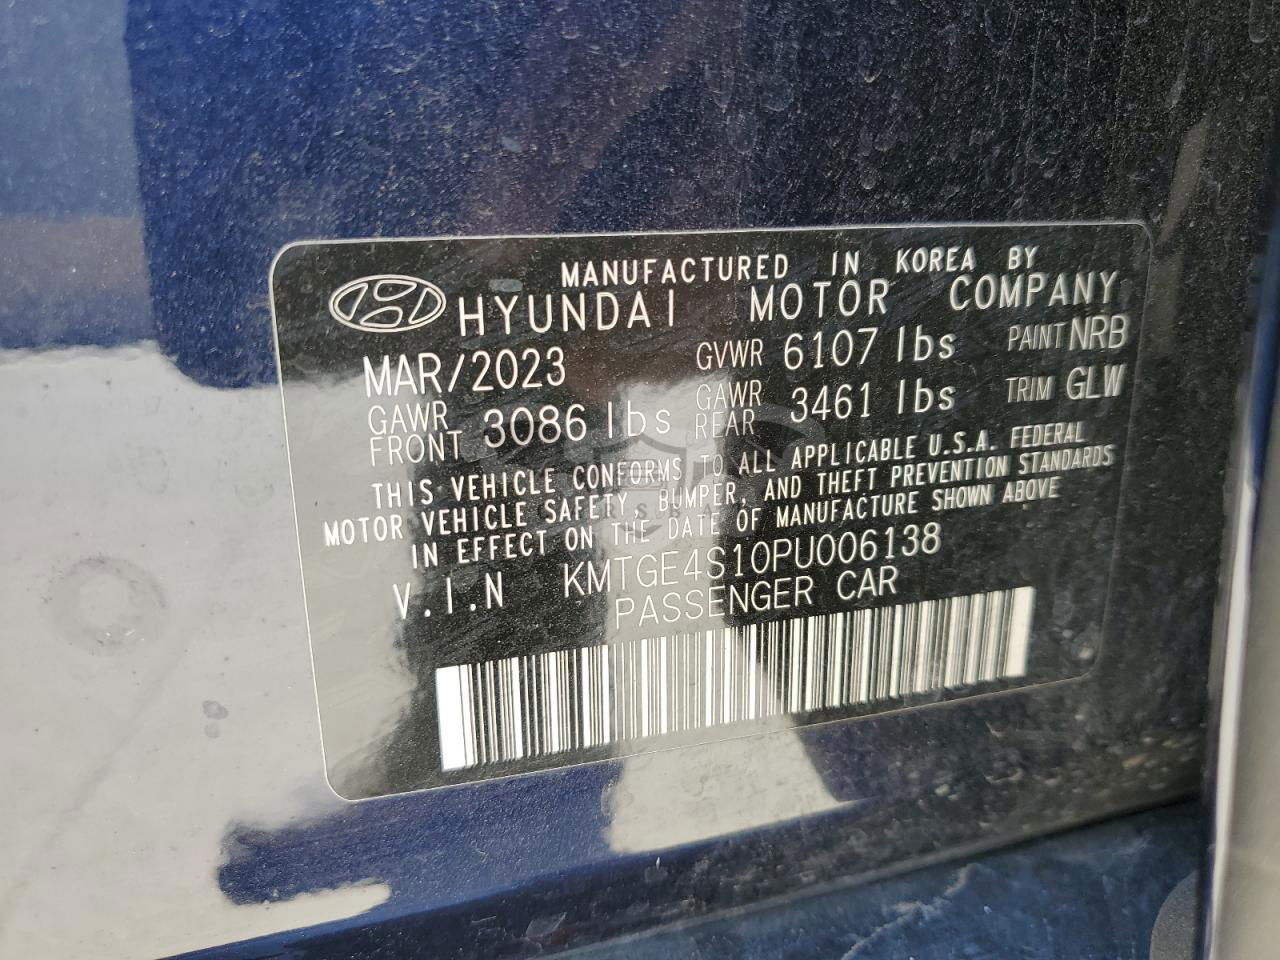 MANUFACTURED IN KOREA BY
HYUNDAI MOTOR COMPANY
MAR/2023 GVWR 6107 lbs PAINT NRB
GAWR FRONT 3086 lbs GAWR REAR 3461 lbs TRIM GLW
THIS VEHICLE CONFORMS TO ALL APPLICABLE U.S.A. FEDERAL
MOTOR VEHICLE SAFETY, BUMPER, AND THEFT PREVENTION STANDARDS
IN EFFECT ON THE DATE OF MANUFACTURE SHOWN ABOVE
V.I.N KMTGE4S10PU006138
PASSENGER CAR